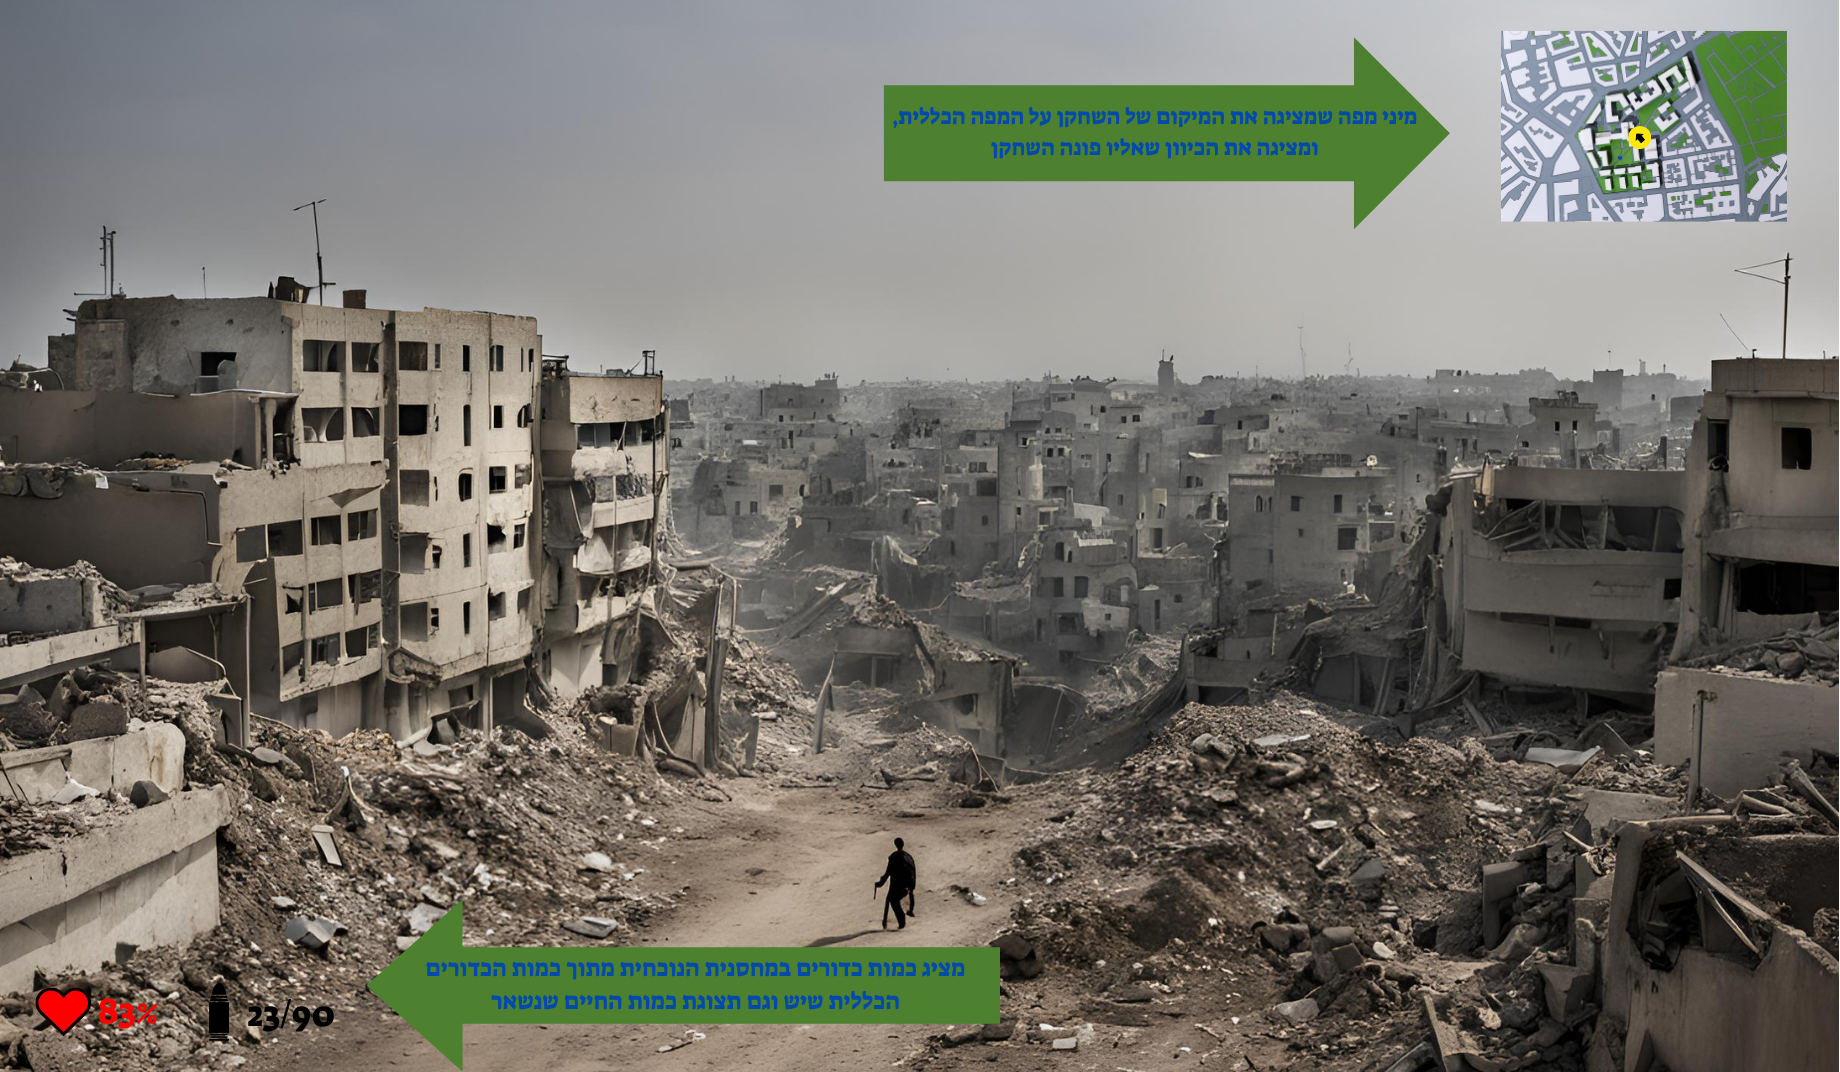 מיני מפה שמציגה את המיקום של השחקן על המפה הכללית,
ומציגה את הכיוון שאליו פונה השחקן
מציג כמות כדורים במחסנית הנוכחית מתוך כמות הכדורים
הכללית שיש וגם תצוגת כמות החיים שנשאר
83%
23/90